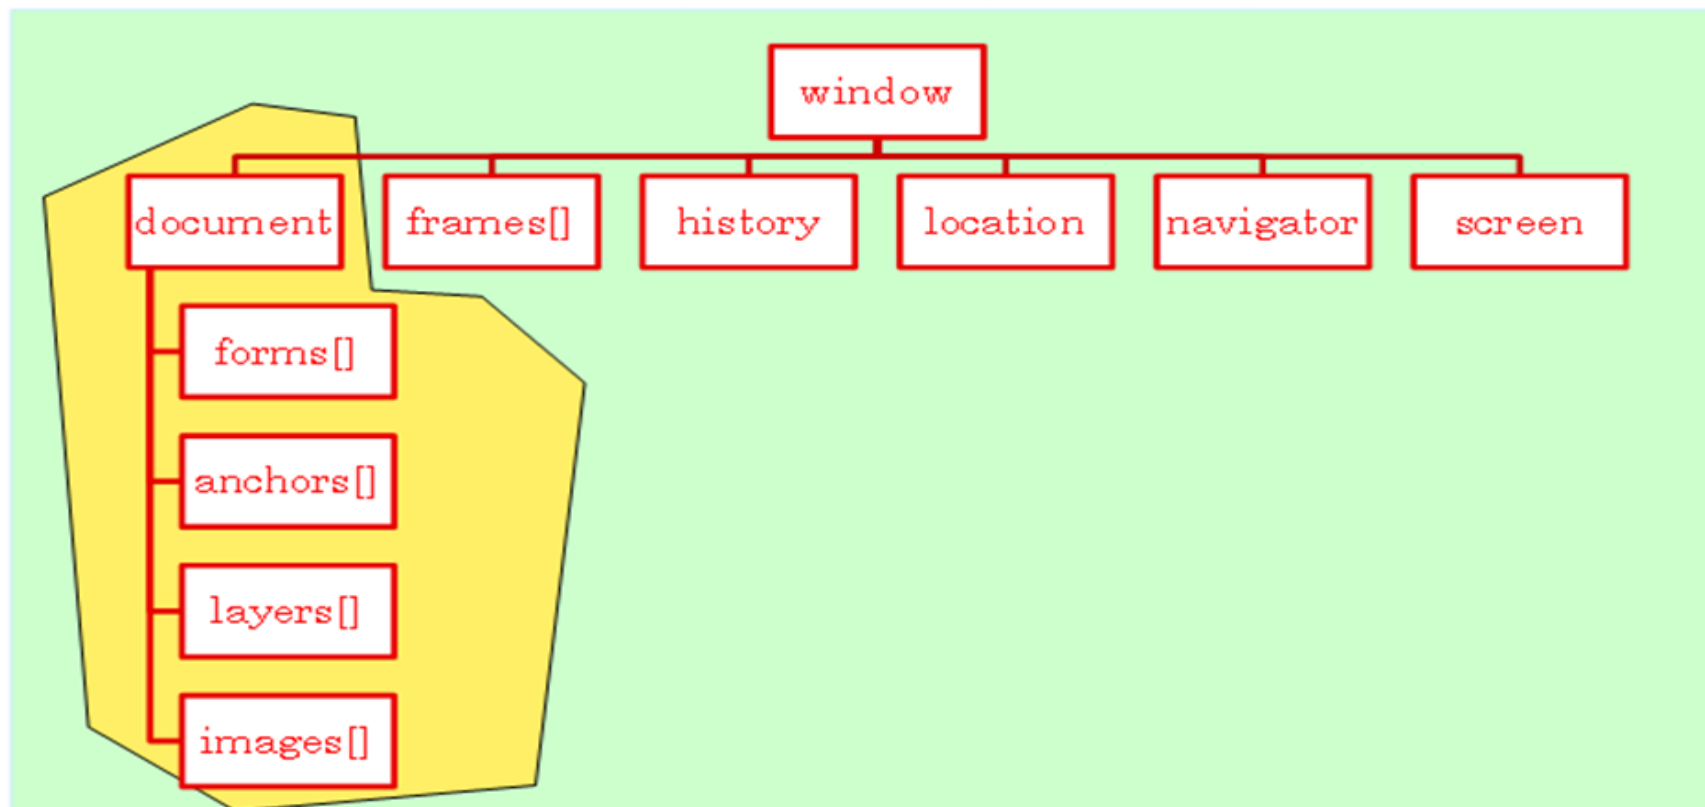 window
document
frames[]
history
location
navigator
screen
forms[]
anchors[]
layers[]
images[]